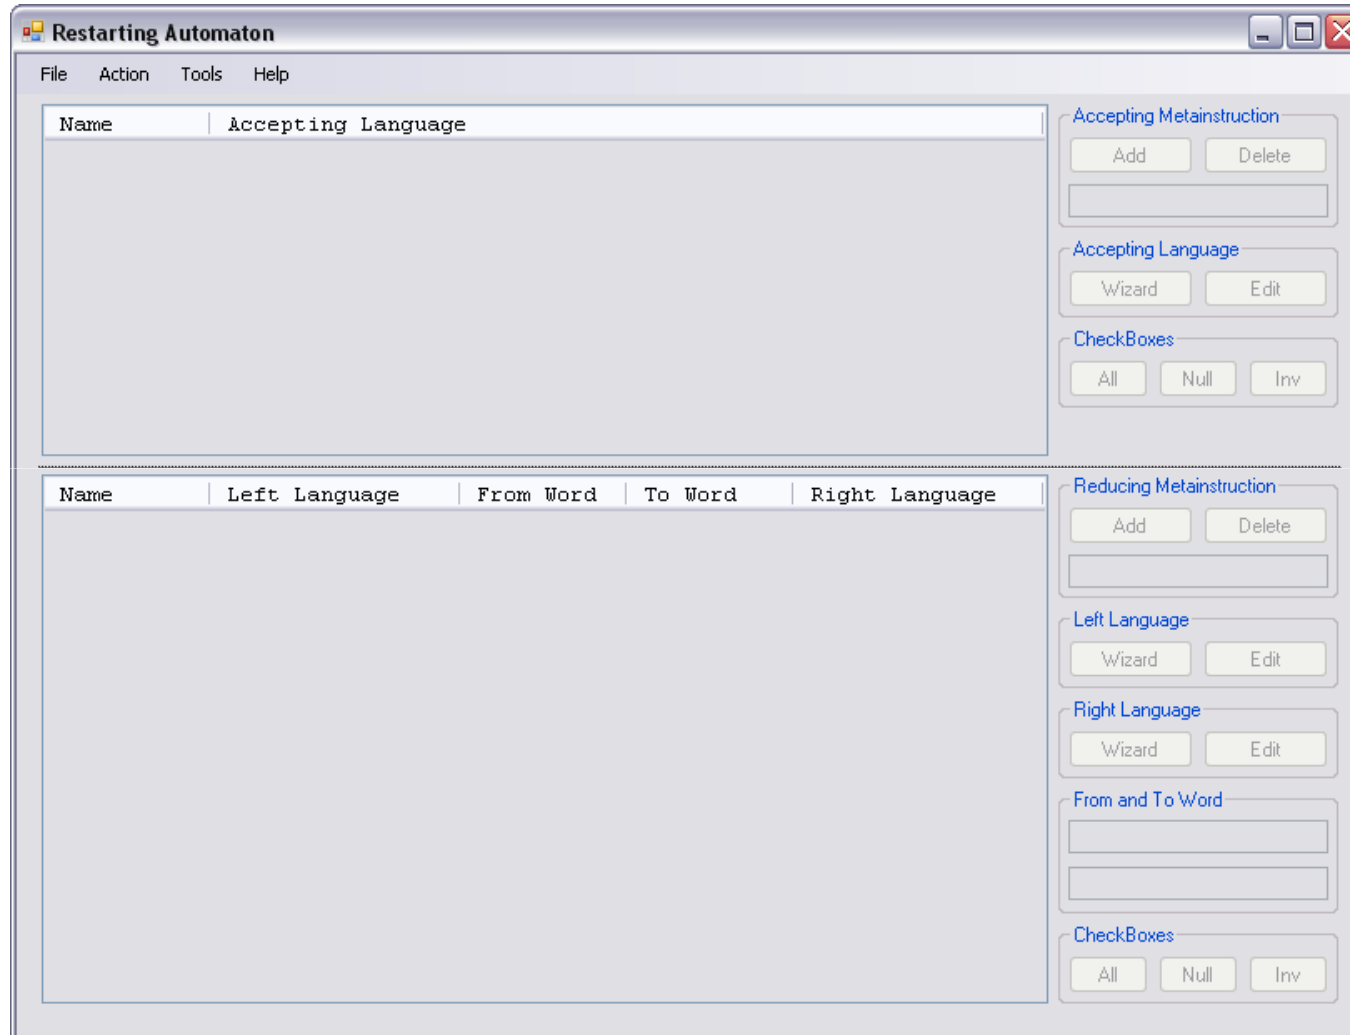 Restarting Automaton
File Action Tools Help
Name Accepting Language
Accepting Metainstruction
Add Delete
Accepting Language
Wizard Edit
CheckBoxes
All Null Inv
Name Left Language From Word To Word Right Language
Reducing Metainstruction
Add Delete
Left Language
Wizard Edit
Right Language
Wizard Edit
From and To Word
CheckBoxes
All Null Inv